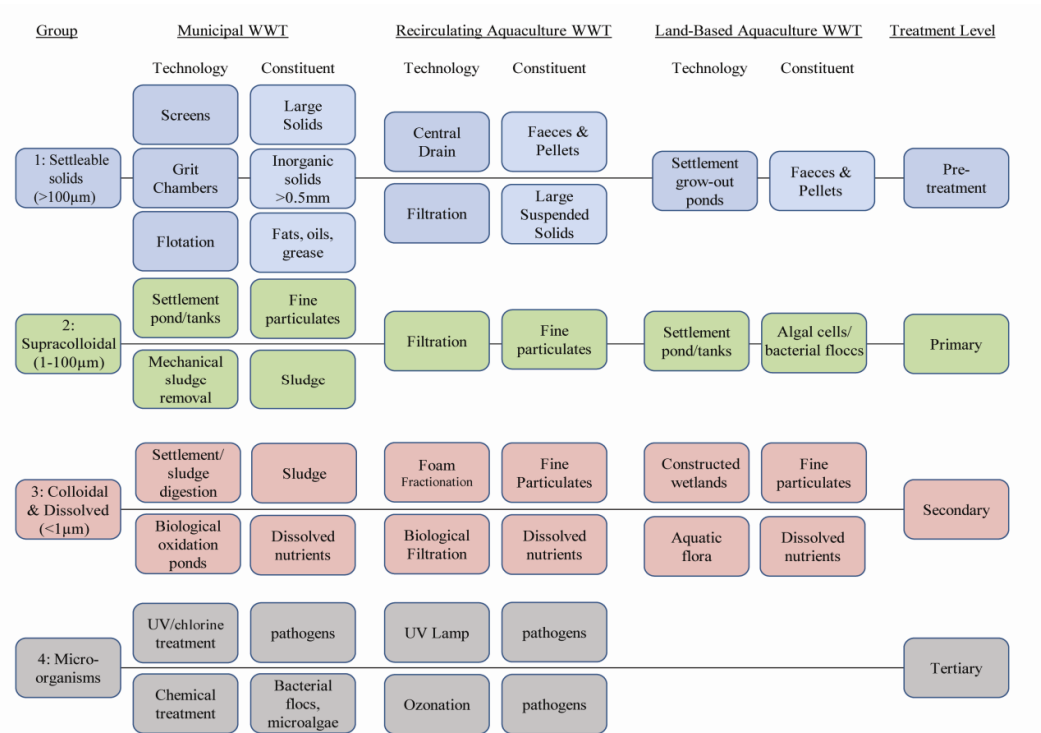 Group
Municipal WWT
Recirculating Aquaculture WWT
Land-Based Aquaculture WWT
Treatment Level
Technology
Constituent
Technology
Constituent
Technology
Constituent
1: Settleable
solids
(>100µm)
Screens
Large
Solids
Grit
Chambers
Inorganic
solids
>0.5mm
Flotation
Fats, oils,
grease
Central
Drain
Faeces &
Pellets
Filtration
Large
Suspended
Solids
Settlement
grow-out
ponds
Faeces &
Pellets
Pre-
treatment
2:
Supracolloidal
(1-100µm)
Settlement
pond/tanks
Fine
particulates
Mechanical
sludge
removal
Sludge
Filtration
Fine
particulates
Settlement
pond/tanks
Algal cells/
bacterial floccs
Primary
3: Colloidal
& Dissolved
(<1µm)
Settlement/
sludge
digestion
Sludge
Biological
oxidation
ponds
Dissolved
nutrients
Foam
Fractionation
Fine
Particulates
Biological
Filtration
Dissolved
nutrients
Constructed
wetlands
Fine
particulates
Aquatic
flora
Dissolved
nutrients
Secondary
4: Micro-
organisms
UV/chlorine
treatment
pathogens
Chemical
treatment
Bacterial
flocs,
microalgae
UV Lamp
pathogens
Ozonation
pathogens
Tertiary